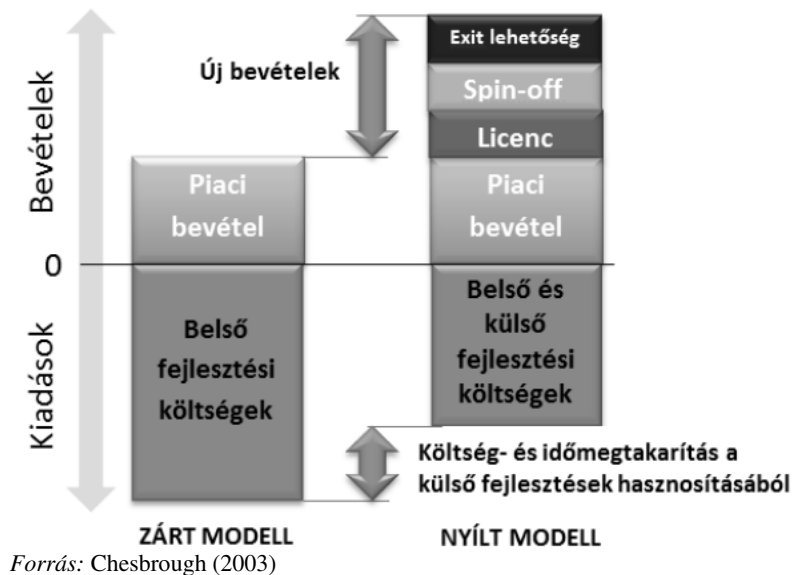 Bevételek
Új bevételek
Exit lehetőség
Spin-off
Licenc
Piaci
bevétel
Piaci
bevétel
0
Kiadások
Belső
fejlesztési
költségek
Belső és
külső
fejlesztési
költségek
Költség- és időmegtakarítás a
külső fejlesztések hasznosításából
ZÁRT MODELL
NYÍLT MODELL
Forrás: Chesbrough (2003)